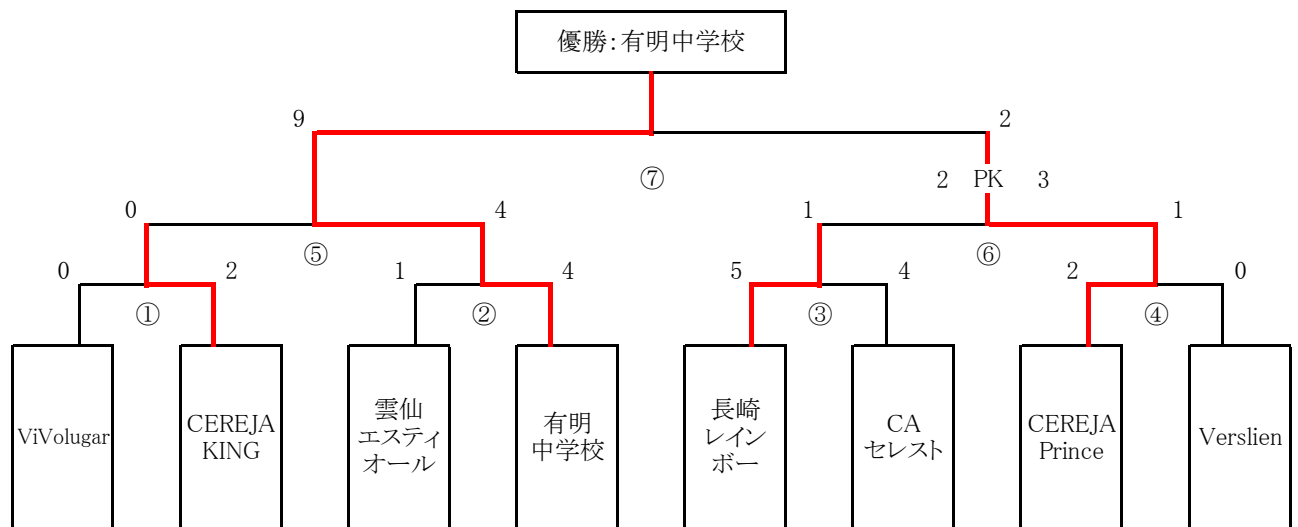 優勝:有明中学校
9
2
⑦
2 PK 3
0
4
1
1
⑤
⑥
0
2
1
4
5
4
2
0
①
②
③
④
ViVolugar
CEREJA
KING
雲仙
エスティ
オール
有明
中学校
長崎
レイン
ボー
CA
セレスト
CEREJA
Prince
Verslien